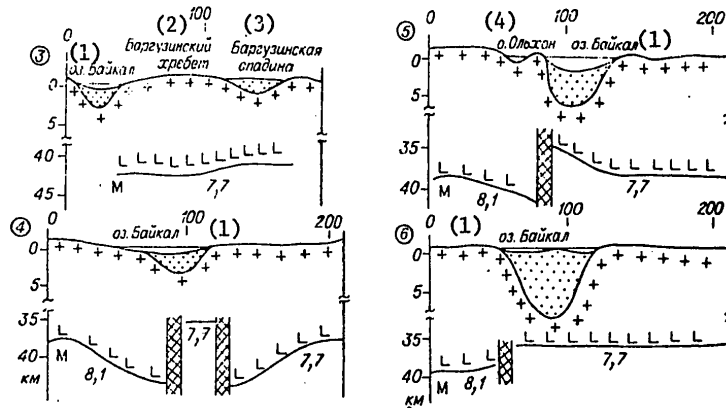 ③
0 (2) 100 (3)
(1) Баргузинский хребет Баргузинская впадина
оз. Байкал
0
5
40
45
М 7,7
④
0 100 (1) 200
оз. Байкал
0
5
35
40
км
М 8,1 7,7 7,7
⑤
0 (4) 100 200
о. Ольхон оз. Байкал (1)
0
5
35
40
М 8,1 7,7
⑥
0 (1) 100 200
оз. Байкал
0
5
35
40
км
М 8,1 7,7